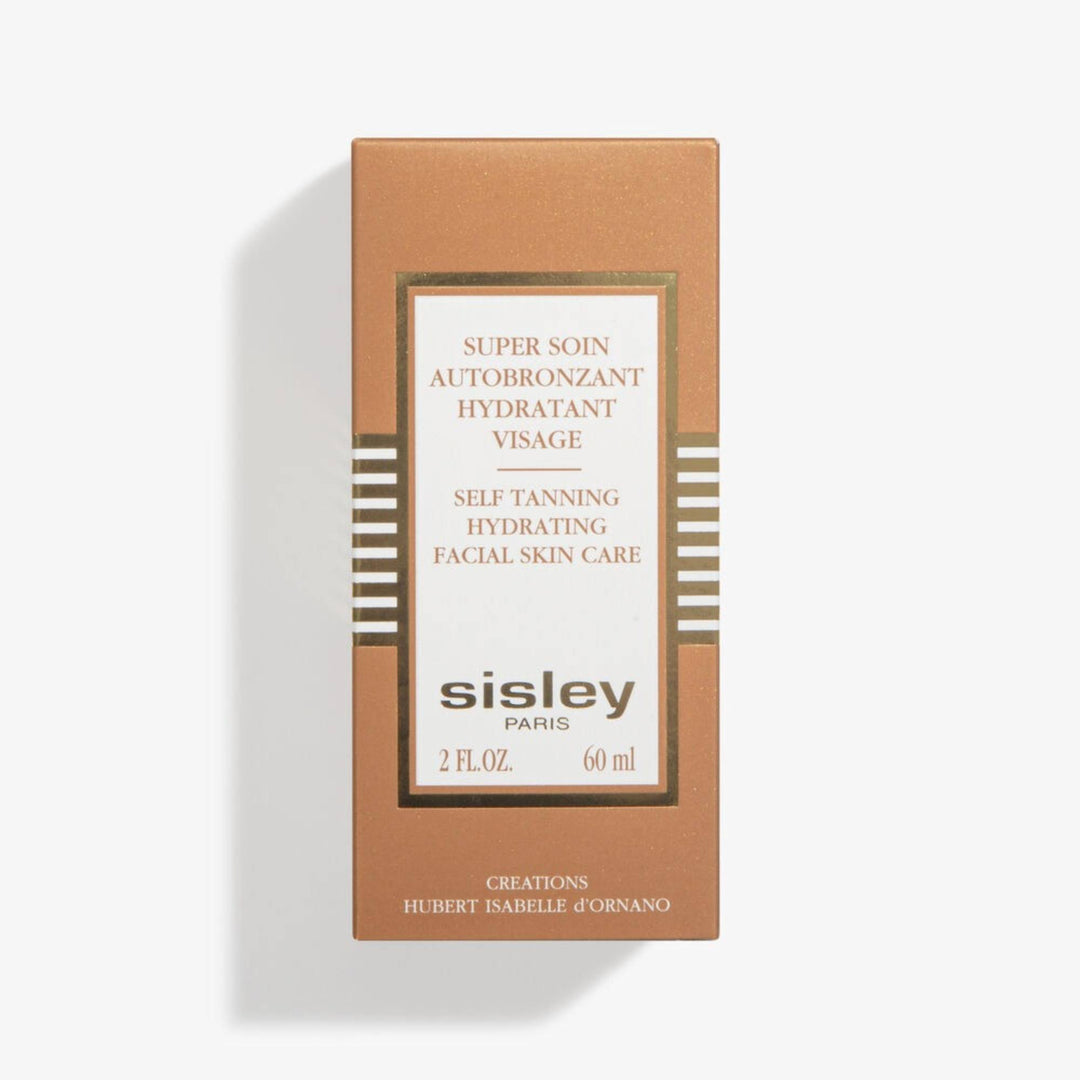 SUPER SOIN
AUTOBRONZANT
HYDRATANT
VISAGE
SELF TANNING
HYDRATING
FACIAL SKIN CARE
sisley
PARIS
2 FL.OZ. 60 ml
CREATIONS
HUBERT ISABELLE d'ORNANO